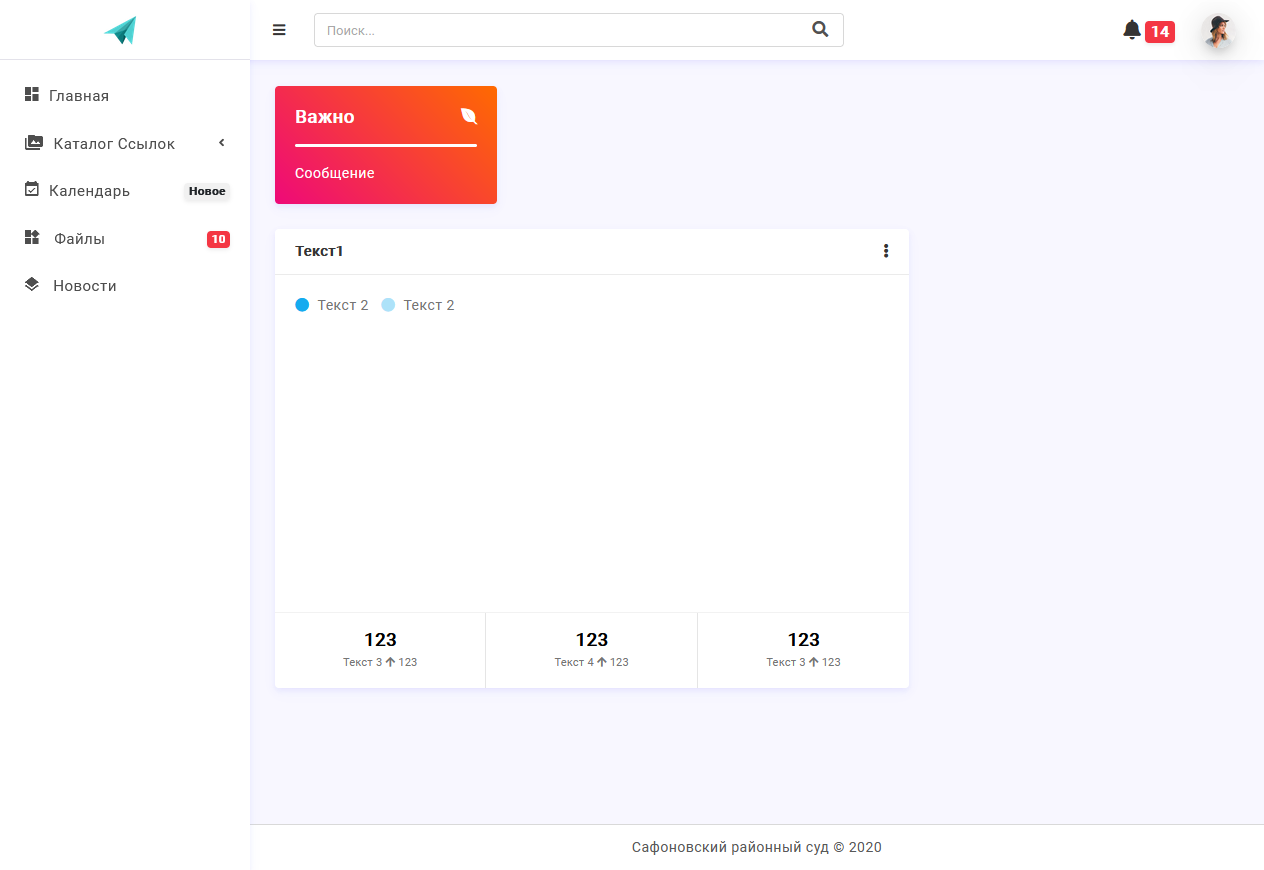 Поиск...
14
Главная
Каталог Ссылок
Календарь Новое
Файлы 10
Новости
Важно
Сообщение
Текст1
Текст 2 Текст 2
123 123 123
Текст 3 123 Текст 4 123 Текст 3 123
Сафоновский районный суд © 2020